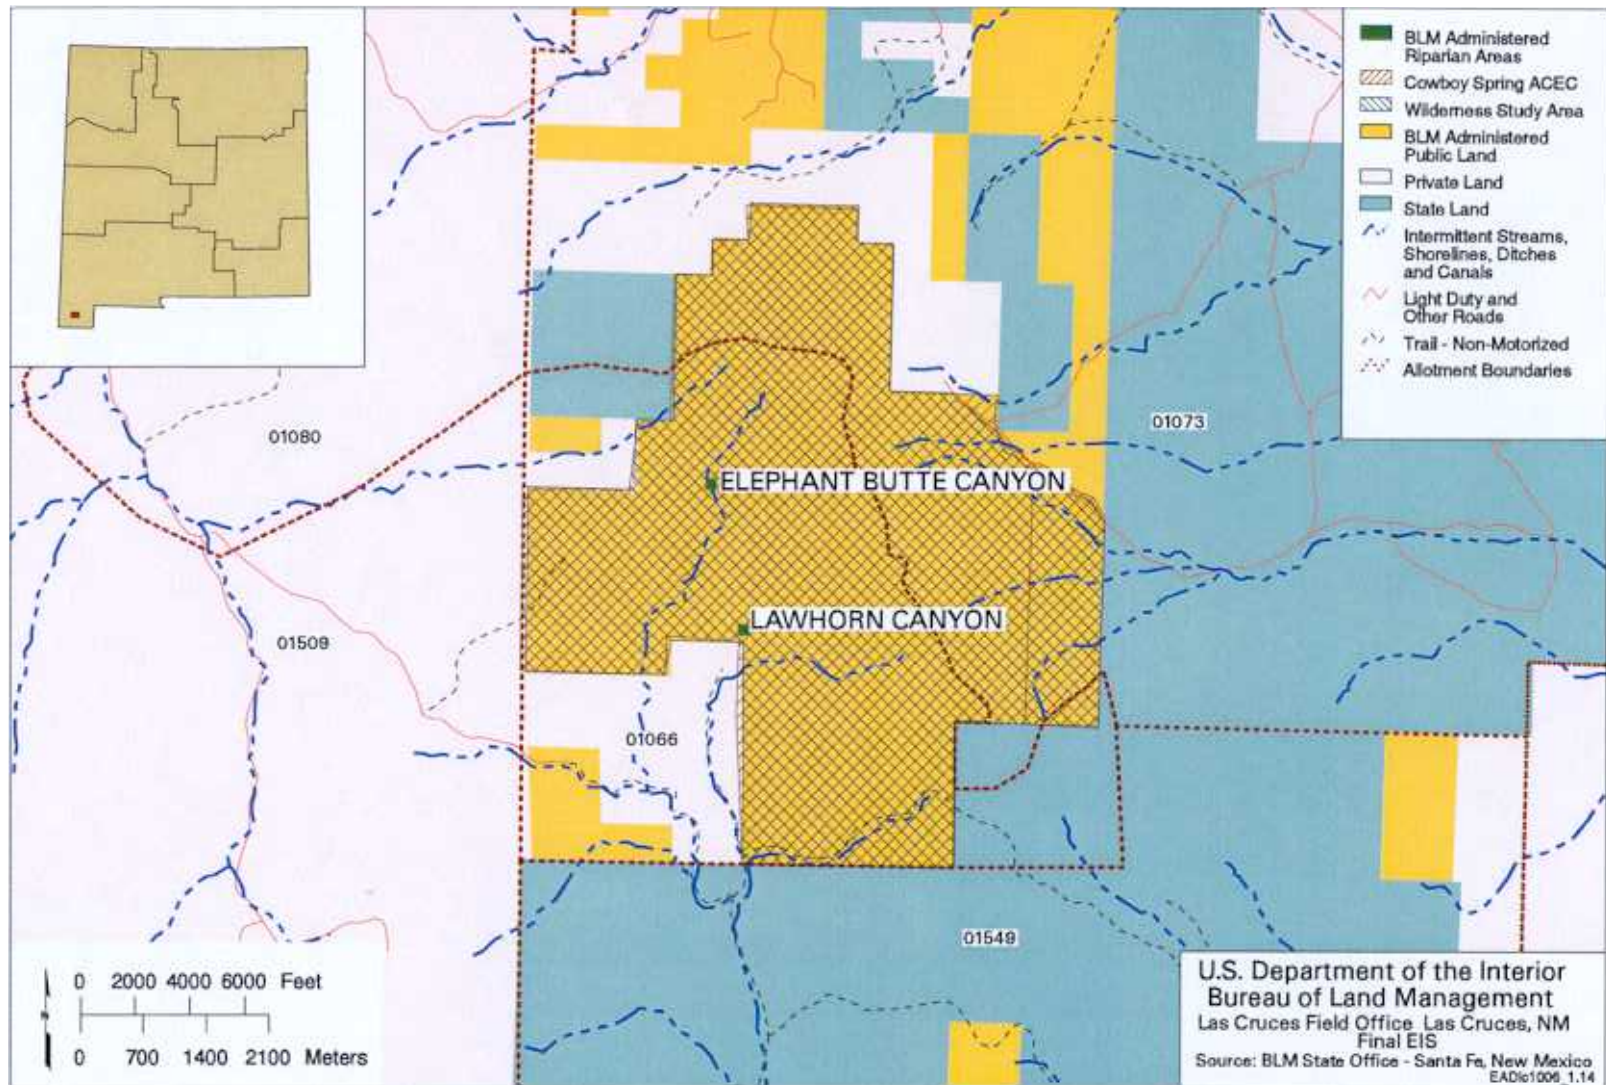 BLM Administered
Riparian Areas
Cowboy Spring ACEC
Wilderness Study Area
BLM Administered
Public Land
Private Land
State Land
Intermittent Streams,
Shorelines, Ditches
and Canals
Light Duty and
Other Roads
Trail - Non-Motorized
Allotment Boundaries
01080
01073
ELEPHANT BUTTE CANYON
LAWHORN CANYON
01509
01066
01549
0 2000 4000 6000 Feet
0 700 1400 2100 Meters
U.S. Department of the Interior
Bureau of Land Management
Las Cruces Field Office Las Cruces, NM
Final EIS
Source: BLM State Office - Santa Fe, New Mexico
EADlc1006_1.14